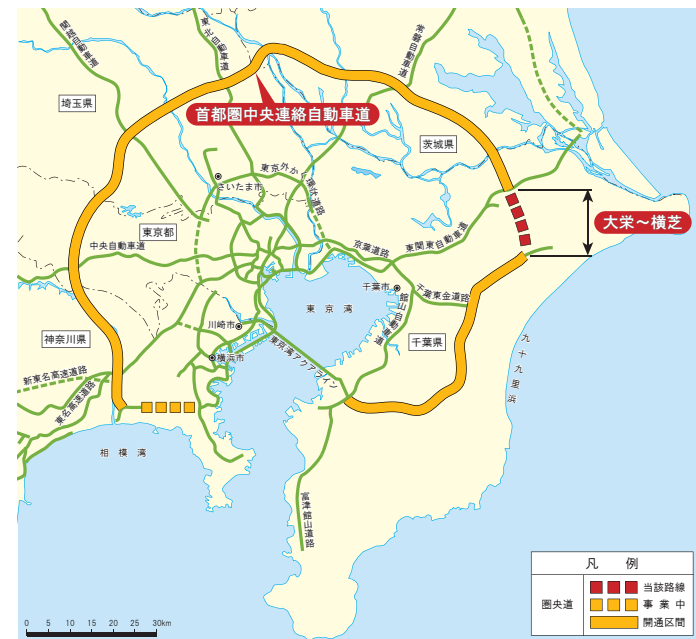 関越自動車道
東北自動車道
常磐自動車道
埼玉県
首都圏中央連絡自動車道
茨城県
東京外かく環状道路
さいたま市
大栄～横芝
東京都
中央自動車道
京葉道路
東関東自動車道
千葉市
千葉東金道路
館山自動車道
東京湾
川崎市
神奈川県
千葉県
横浜市
東京湾アクアライン
九十九里浜
新東名高速道路
東名高速道路
相模湾
富津館山道路
凡例
圏央道
当該路線
事業中
開通区間
0 5 10 15 20 25 30km